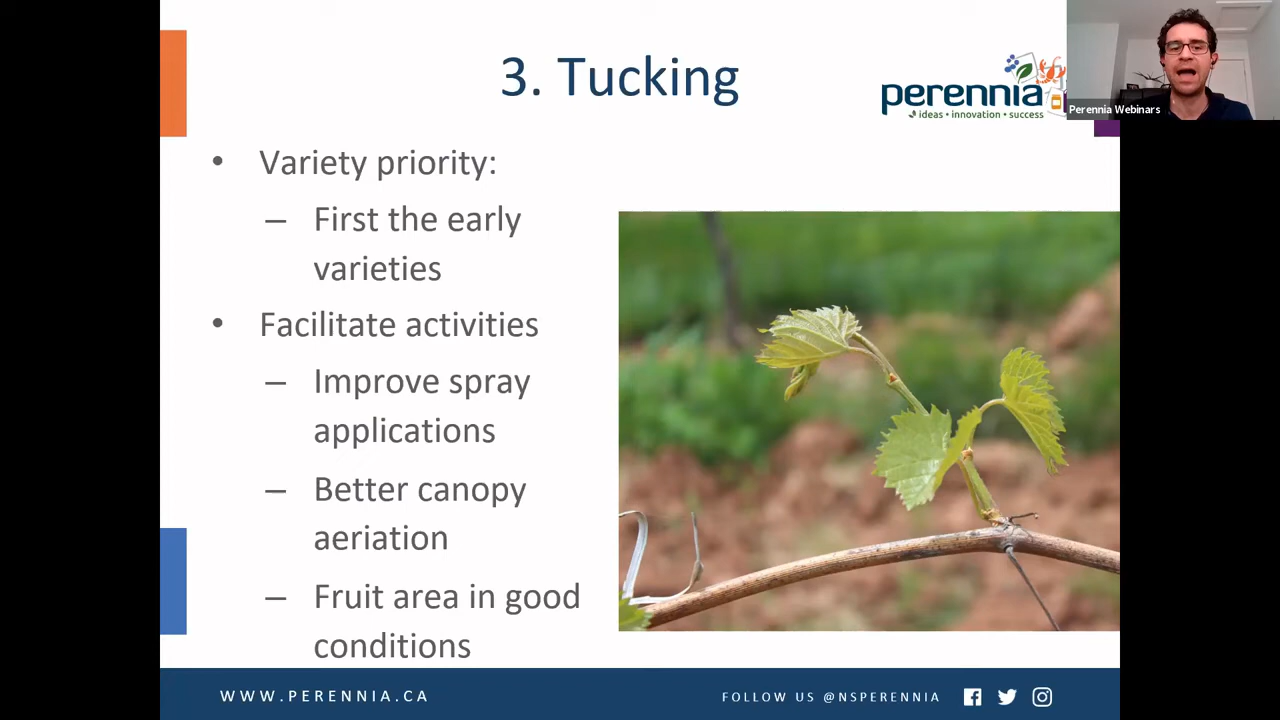 3. Tucking
perennia
ideas • innovation • success
Perennia Webinars
• Variety priority:
– First the early
varieties
• Facilitate activities
– Improve spray
applications
– Better canopy
aeriation
– Fruit area in good
conditions
WWW.PERENNIA.CA
FOLLOW US @NSPERENNIA